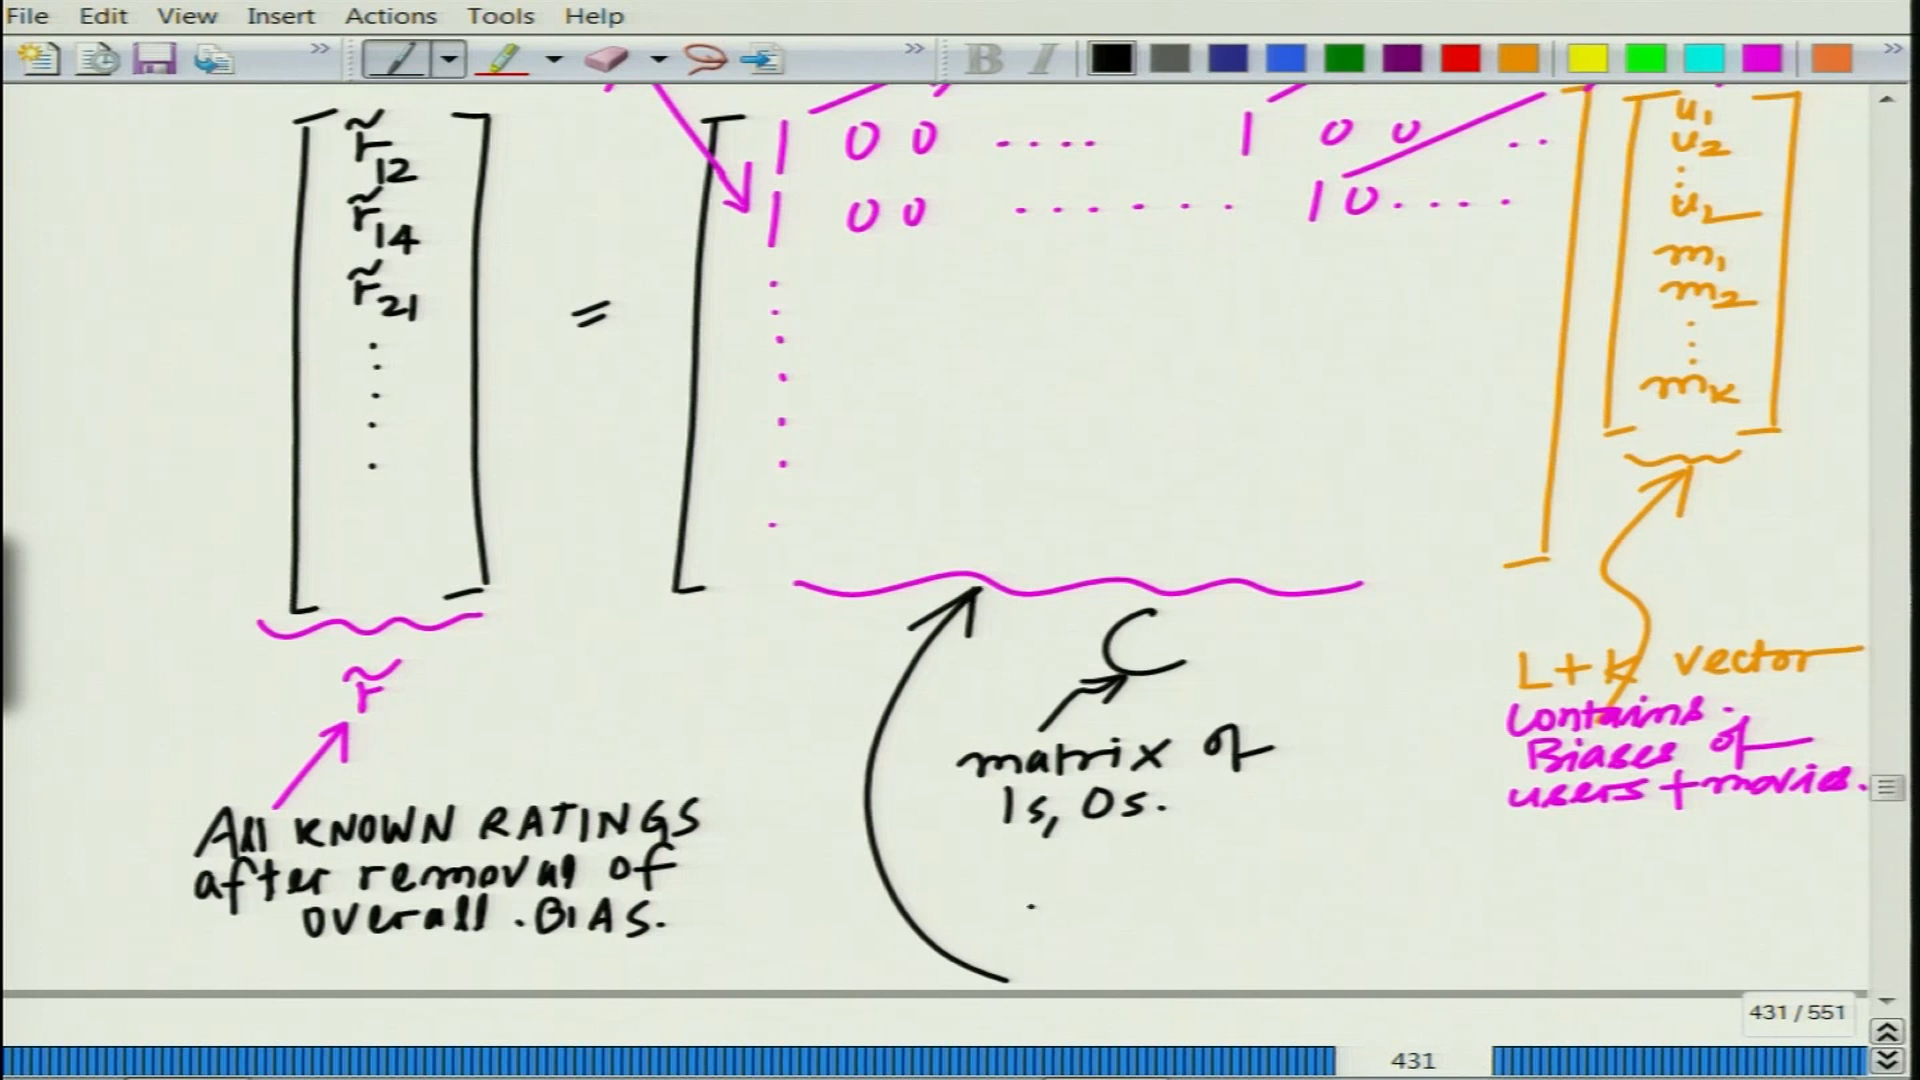 File Edit View Insert Actions Tools Help
B I
r̃12
r̃14
r̃21
=
1 0 0 .... 1 0 0 ..
1 0 0 ....... 1 0 ....
u1
u2
uL
m1
m2
mK
r̃
C
matrix of
1s, 0s.
All KNOWN RATINGS
after removal of
overall . BIAS.
L + K vector
Contains.
Biases of
users + movies.
431 / 551
431